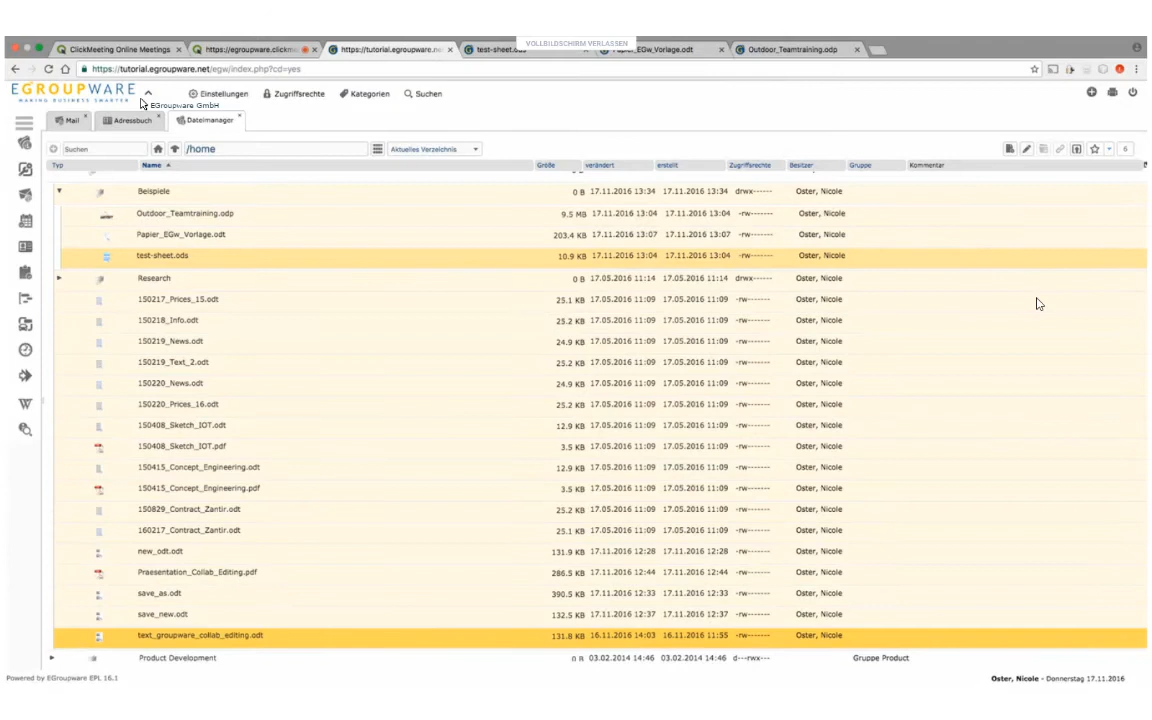 VOLLBILDSCHIRM VERLASSEN
ClickMeeting Online Meetings × https://egroupware.clickm × https://tutorial.egroupware.ne × test-sheet × EGw_Vorlage.odt × Outdoor_Teamtraining.odp ×
https://tutorial.egroupware.net/egw/index.php?cd=yes
EGROUPWARE Einstellungen Zugriffsrechte Kategorien Suchen
MAKING BUSINESS SMARTER
EGroupware GmbH
Mail × Adressbuch × Dateimanager ×
Suchen /home Aktuelles Verzeichnis 6
Typ Name Größe verändert erstellt Zugriffsrechte Besitzer Gruppe Kommentar
Beispiele 0 B 17.11.2016 13:34 17.11.2016 13:34 drwx------ Oster, Nicole
Outdoor_Teamtraining.odp 9.5 MB 17.11.2016 13:04 17.11.2016 13:04 -rw------- Oster, Nicole
Papier_EGw_Vorlage.odt 203.4 KB 17.11.2016 13:07 17.11.2016 13:07 -rw------- Oster, Nicole
test-sheet.ods 10.9 KB 17.11.2016 13:04 17.11.2016 13:04 -rw------- Oster, Nicole
Research 0 B 17.05.2016 11:14 17.05.2016 11:14 drwx------ Oster, Nicole
150217_Prices_15.odt 25.1 KB 17.05.2016 11:09 17.05.2016 11:09 -rw------- Oster, Nicole
150218_Info.odt 25.2 KB 17.05.2016 11:09 17.05.2016 11:09 -rw------- Oster, Nicole
150219_News.odt 24.9 KB 17.05.2016 11:09 17.05.2016 11:09 -rw------- Oster, Nicole
150219_Text_2.odt 25.2 KB 17.05.2016 11:09 17.05.2016 11:09 -rw------- Oster, Nicole
150220_News.odt 24.9 KB 17.05.2016 11:09 17.05.2016 11:09 -rw------- Oster, Nicole
150220_Prices_16.odt 25.2 KB 17.05.2016 11:09 17.05.2016 11:09 -rw------- Oster, Nicole
150408_Sketch_IOT.odt 12.9 KB 17.05.2016 11:09 17.05.2016 11:09 -rw------- Oster, Nicole
150408_Sketch_IOT.pdf 3.5 KB 17.05.2016 11:09 17.05.2016 11:09 -rw------- Oster, Nicole
150415_Concept_Engineering.odt 12.9 KB 17.05.2016 11:09 17.05.2016 11:09 -rw------- Oster, Nicole
150415_Concept_Engineering.pdf 3.5 KB 17.05.2016 11:09 17.05.2016 11:09 -rw------- Oster, Nicole
150829_Contract_Zantir.odt 25.2 KB 17.05.2016 11:09 17.05.2016 11:09 -rw------- Oster, Nicole
160217_Contract_Zantir.odt 25.1 KB 17.05.2016 11:09 17.05.2016 11:09 -rw------- Oster, Nicole
new_odt.odt 131.9 KB 17.11.2016 12:28 17.11.2016 12:28 -rw------- Oster, Nicole
Praesentation_Collab_Editing.pdf 286.5 KB 17.11.2016 12:44 17.11.2016 12:44 -rw------- Oster, Nicole
save_as.odt 390.5 KB 17.11.2016 12:33 17.11.2016 12:33 -rw------- Oster, Nicole
save_new.odt 132.5 KB 17.11.2016 12:37 17.11.2016 12:37 -rw------- Oster, Nicole
text_groupware_collab_editing.odt 131.8 KB 16.11.2016 14:03 16.11.2016 11:55 -rw------- Oster, Nicole
Product Development 0 B 03.02.2014 14:46 03.02.2014 14:46 d---rwx--- Gruppe Product
Powered by EGroupware EPL 16.1 Oster, Nicole - Donnerstag 17.11.2016